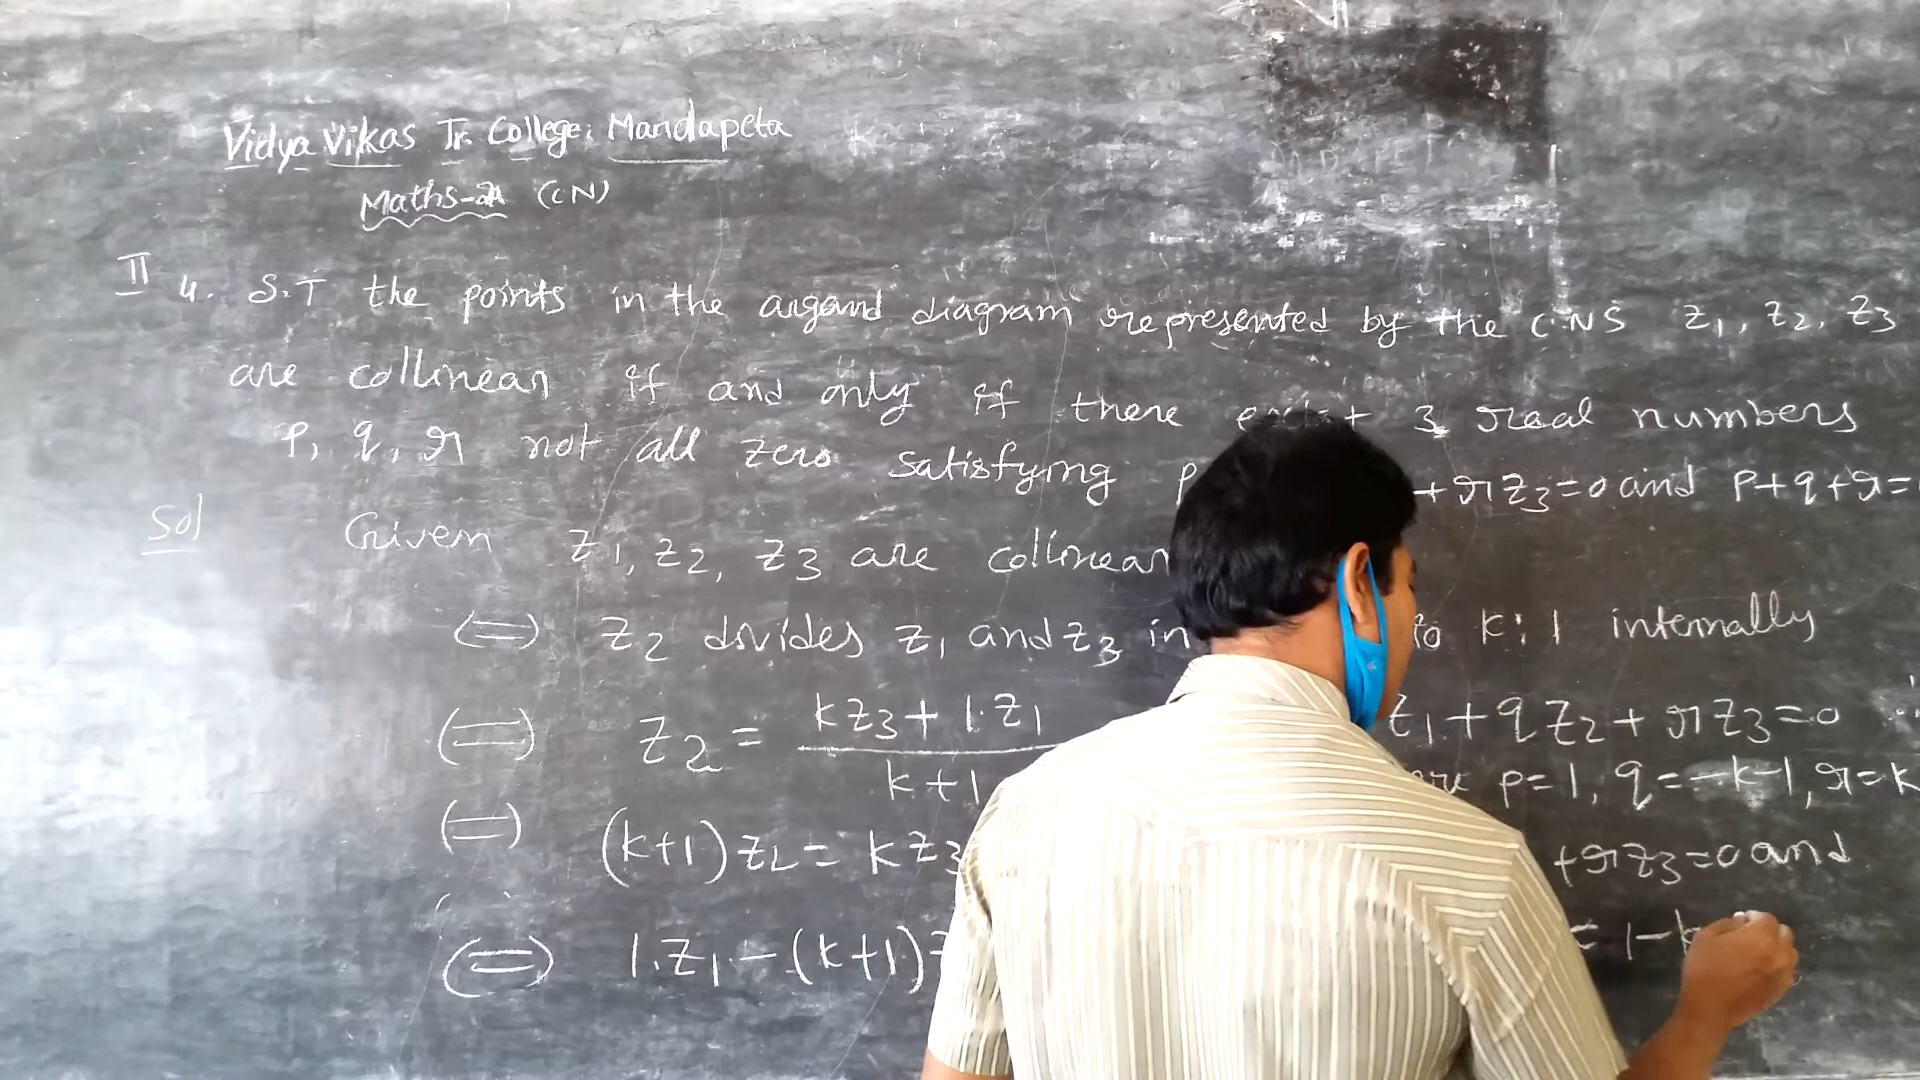 Vidya Vikas Jr. College, Mandapeta
Maths-2A (CN)
II 4. S.T the points in the argand diagram represented by the C.NS z₁, z₂, z₃
are collinear if and only if there 3 real numbers
p, q, r not all zero satisfying p +rz₃=0 and p+q+r=
Sol Given z₁, z₂, z₃ are collinear
⇔ z₂ divides z₁ and z₃ in to k:1 internally
⇔ z₂ = kz₃+1.z₁
k+1
⇔ (k+1)z₂ = kz₃
⇔ 1.z₁-(k+1)
z₁+qz₂+rz₃=0
p=1, q=-k-1, r=k
+rz₃=0 and
= 1-k